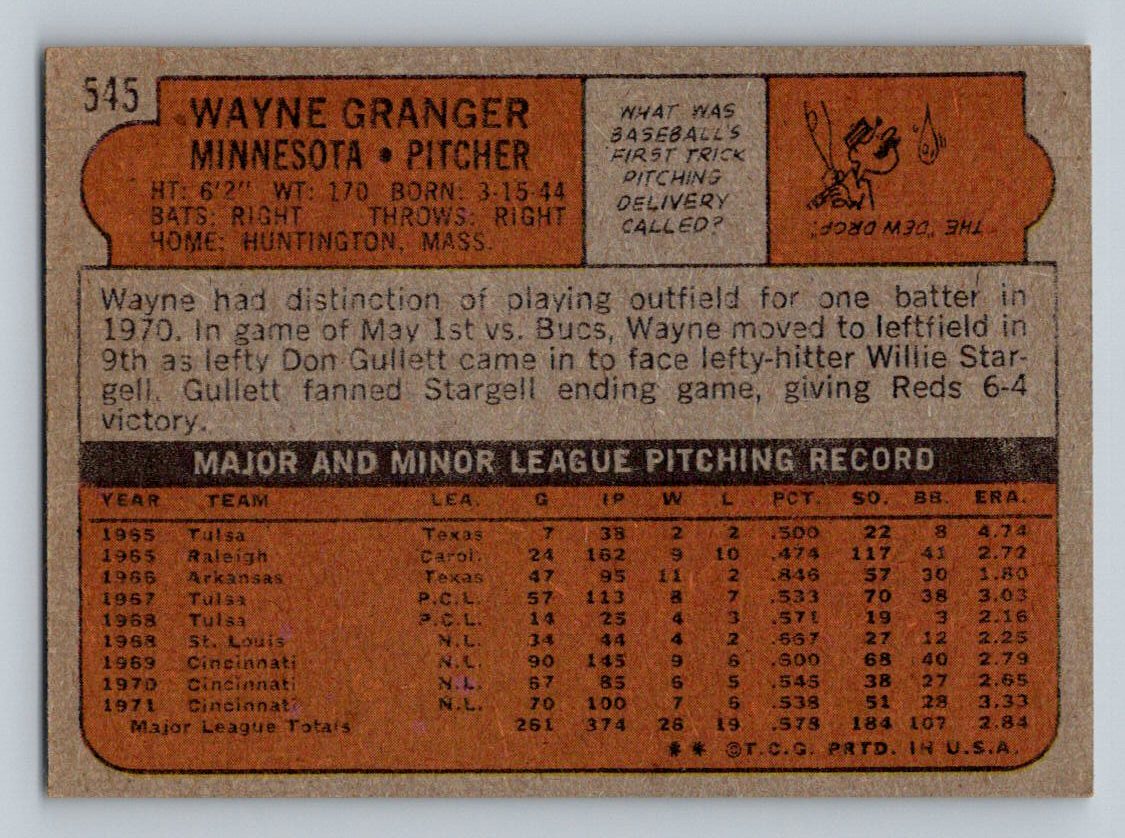 545
WAYNE GRANGER
MINNESOTA • PITCHER
HT: 6'2" WT: 170 BORN: 3-15-44
BATS: RIGHT THROWS: RIGHT
HOME: HUNTINGTON, MASS.
WHAT WAS
BASEBALL'S
FIRST TRICK
PITCHING
DELIVERY
CALLED?
THE "DEW DROP"
Wayne had distinction of playing outfield for one batter in
1970. In game of May 1st vs. Bucs, Wayne moved to leftfield in
9th as lefty Don Gullett came in to face lefty-hitter Willie Star-
gell. Gullett fanned Stargell ending game, giving Reds 6-4
victory.
MAJOR AND MINOR LEAGUE PITCHING RECORD
YEAR TEAM LEA. G IP W L PCT. SO. BB. ERA.
1965 Tulsa Texas 7 38 2 2 .500 22 8 4.74
1965 Raleigh Carol. 24 162 9 10 .474 117 41 2.72
1966 Arkansas Texas 47 95 11 2 .846 57 30 1.80
1967 Tulsa P.C.L. 57 113 8 7 .533 70 38 3.03
1968 Tulsa P.C.L. 14 25 4 3 .571 19 3 2.16
1968 St. Louis N.L. 34 44 4 2 .667 27 12 2.25
1969 Cincinnati N.L. 90 145 9 6 .600 68 40 2.79
1970 Cincinnati N.L. 67 85 6 5 .545 38 27 2.65
1971 Cincinnati N.L. 70 100 7 6 .538 51 28 3.33
Major League Totals 261 374 26 19 .578 184 107 2.84
* * ©T.C.G. PRTD. IN U.S.A.